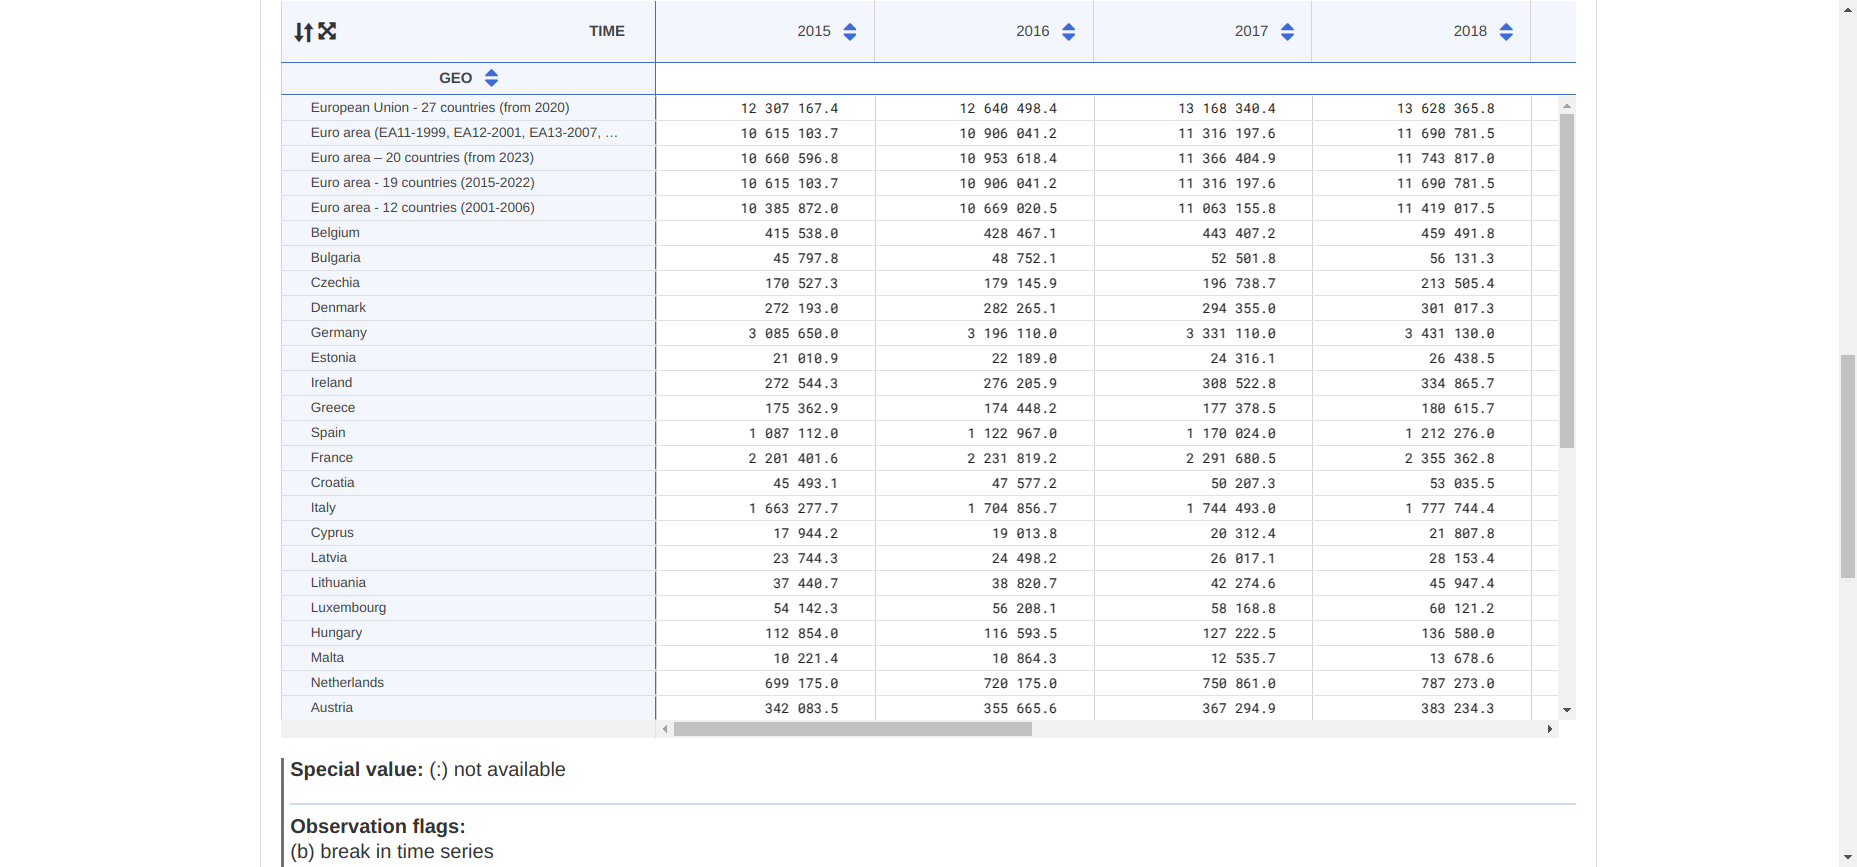 TIME 2015 2016 2017 2018
GEO
European Union - 27 countries (from 2020) 12 307 167.4 12 640 498.4 13 168 340.4 13 628 365.8
Euro area (EA11-1999, EA12-2001, EA13-2007, … 10 615 103.7 10 906 041.2 11 316 197.6 11 690 781.5
Euro area – 20 countries (from 2023) 10 660 596.8 10 953 618.4 11 366 404.9 11 743 817.0
Euro area - 19 countries (2015-2022) 10 615 103.7 10 906 041.2 11 316 197.6 11 690 781.5
Euro area - 12 countries (2001-2006) 10 385 872.0 10 669 020.5 11 063 155.8 11 419 017.5
Belgium 415 538.0 428 467.1 443 407.2 459 491.8
Bulgaria 45 797.8 48 752.1 52 501.8 56 131.3
Czechia 170 527.3 179 145.9 196 738.7 213 505.4
Denmark 272 193.0 282 265.1 294 355.0 301 017.3
Germany 3 085 650.0 3 196 110.0 3 331 110.0 3 431 130.0
Estonia 21 010.9 22 189.0 24 316.1 26 438.5
Ireland 272 544.3 276 205.9 308 522.8 334 865.7
Greece 175 362.9 174 448.2 177 378.5 180 615.7
Spain 1 087 112.0 1 122 967.0 1 170 024.0 1 212 276.0
France 2 201 401.6 2 231 819.2 2 291 680.5 2 355 362.8
Croatia 45 493.1 47 577.2 50 207.3 53 035.5
Italy 1 663 277.7 1 704 856.7 1 744 493.0 1 777 744.4
Cyprus 17 944.2 19 013.8 20 312.4 21 807.8
Latvia 23 744.3 24 498.2 26 017.1 28 153.4
Lithuania 37 440.7 38 820.7 42 274.6 45 947.4
Luxembourg 54 142.3 56 208.1 58 168.8 60 121.2
Hungary 112 854.0 116 593.5 127 222.5 136 580.0
Malta 10 221.4 10 864.3 12 535.7 13 678.6
Netherlands 699 175.0 720 175.0 750 861.0 787 273.0
Austria 342 083.5 355 665.6 367 294.9 383 234.3
Special value: (:) not available
Observation flags:
(b) break in time series